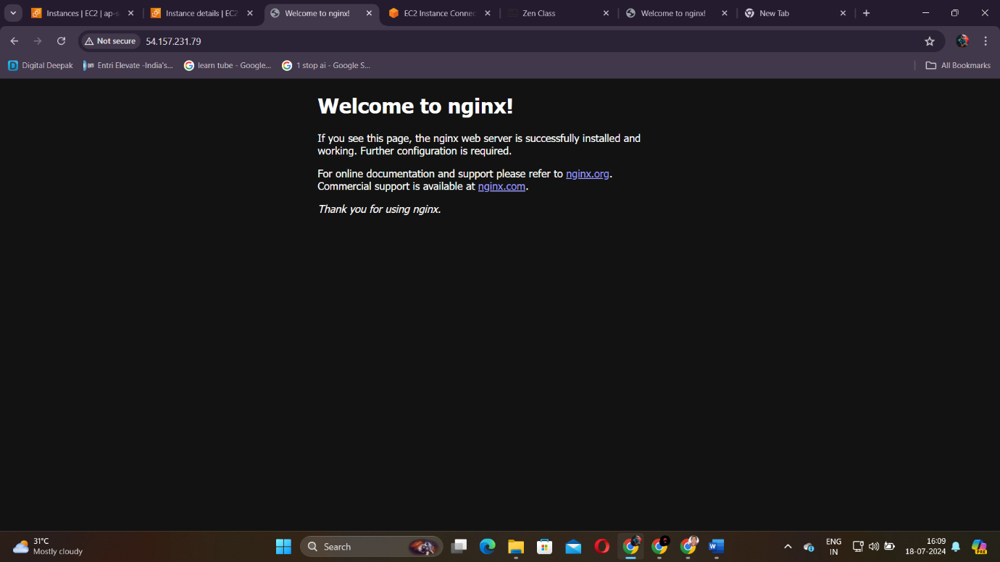 Instances | EC2 | ap-s
Instance details | EC2
Welcome to nginx!
EC2 Instance Connec
Zen Class
Welcome to nginx!
New Tab
Not secure
54.157.231.79
Digital Deepak
Entri Elevate -India's...
learn tube - Google...
1 stop ai - Google S...
All Bookmarks
Welcome to nginx!
If you see this page, the nginx web server is successfully installed and
working. Further configuration is required.
For online documentation and support please refer to nginx.org.
Commercial support is available at nginx.com.
Thank you for using nginx.
31°C
Mostly cloudy
Search
ENG
IN
16:09
18-07-2024
PRE